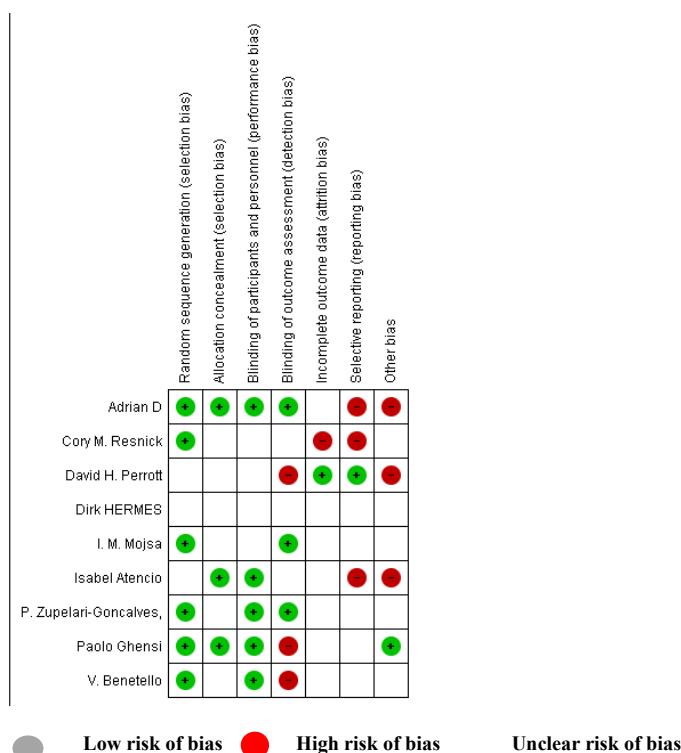 Random sequence generation (selection bias)
Allocation concealment (selection bias)
Blinding of participants and personnel (performance bias)
Blinding of outcome assessment (detection bias)
Incomplete outcome data (attrition bias)
Selective reporting (reporting bias)
Other bias
Adrian D + + + + - -
Cory M. Resnick + - -
David H. Perrott - + + -
Dirk HERMES
I. M. Mojsa + +
Isabel Atencio + + - -
P. Zupelari-Goncalves, + + +
Paolo Ghensi + + + - +
V. Benetello + + -
Low risk of bias High risk of bias Unclear risk of bias